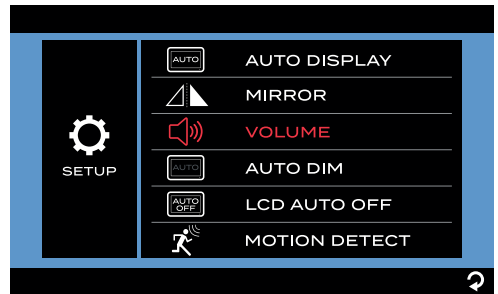 SETUP
AUTO AUTO DISPLAY
MIRROR
VOLUME
AUTO AUTO DIM
AUTO OFF LCD AUTO OFF
MOTION DETECT